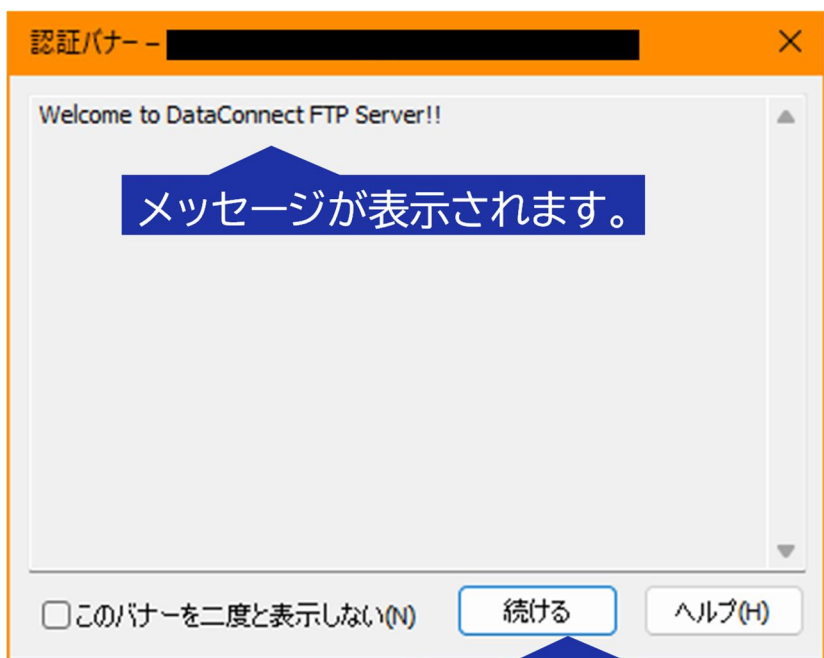 認証バナー –
Welcome to DataConnect FTP Server!!
メッセージが表示されます。
このバナーを二度と表示しない(N)
続ける
ヘルプ(H)